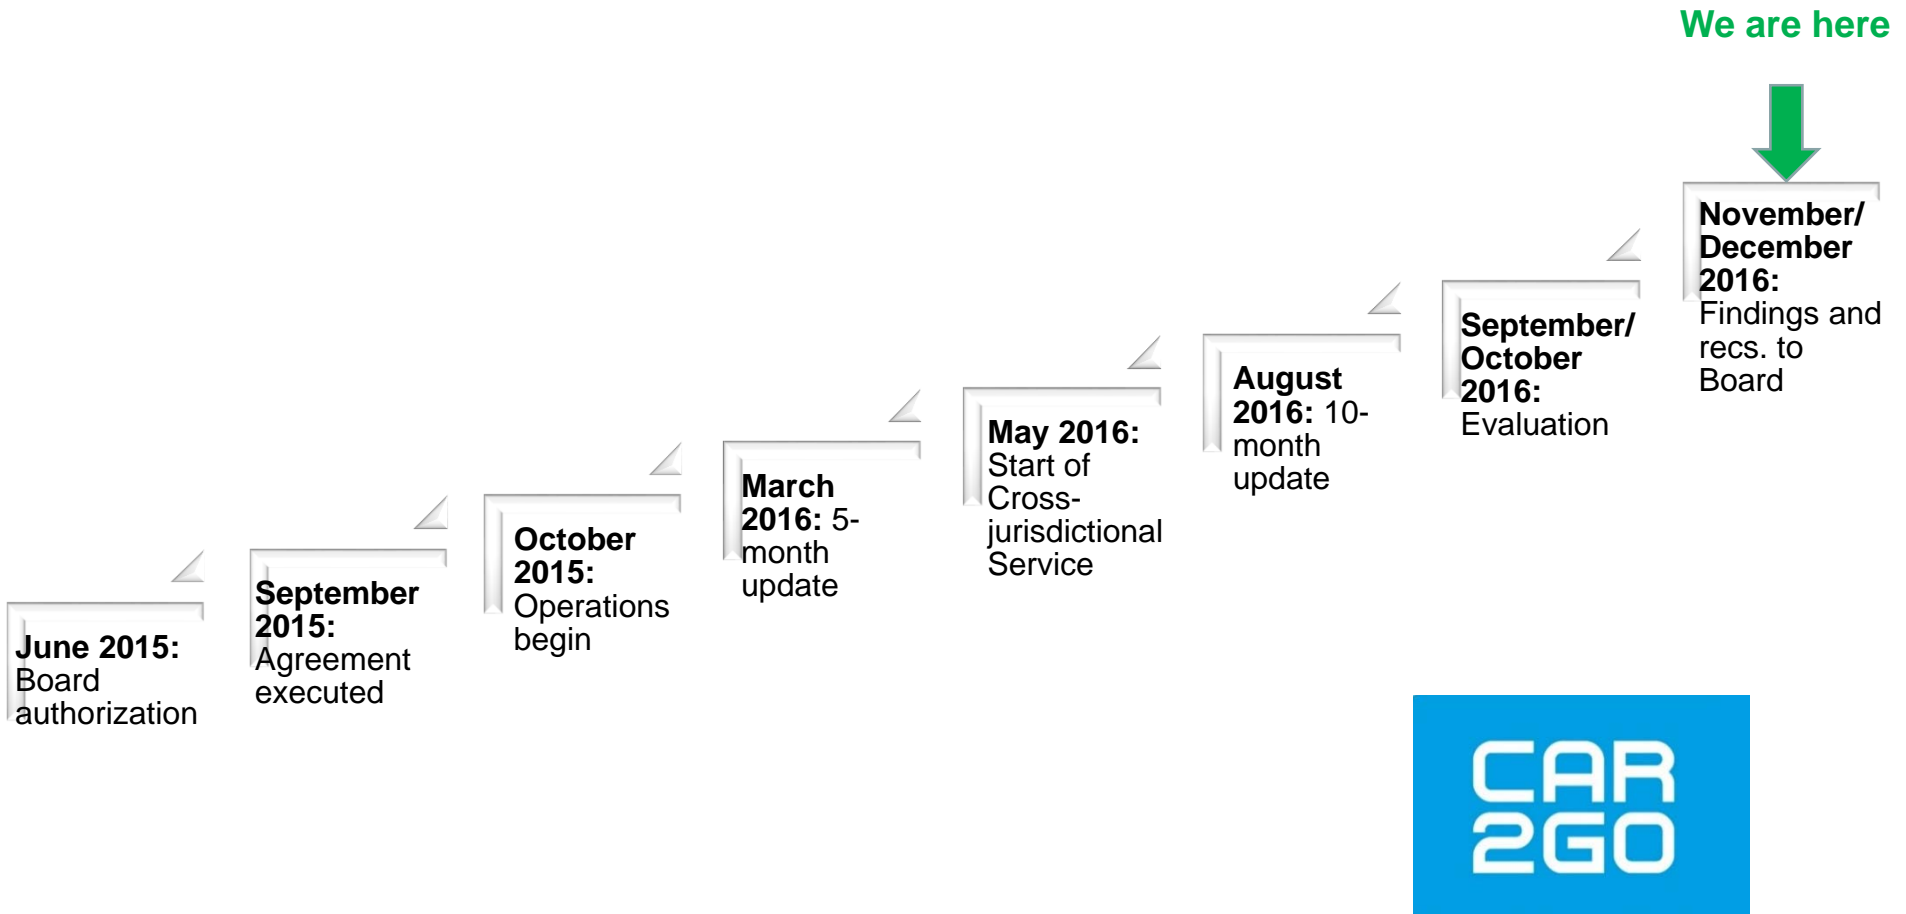 We are here
June 2015:
Board
authorization
September
2015:
Agreement
executed
October
2015:
Operations
begin
March
2016: 5-
month
update
May 2016:
Start of
Cross-
jurisdictional
Service
August
2016: 10-
month
update
September/
October
2016:
Evaluation
November/
December
2016:
Findings and
recs. to
Board
CAR
2GO